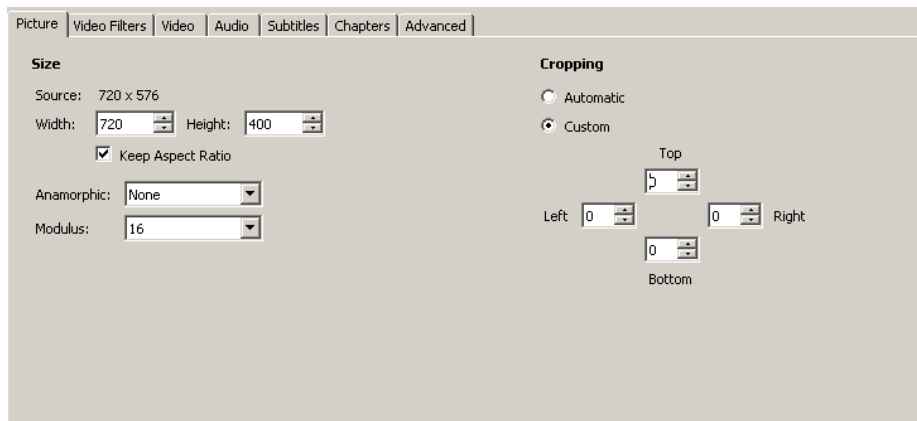 Picture Video Filters Video Audio Subtitles Chapters Advanced
Size
Cropping
Source: 720 x 576
Automatic
Width: 720 Height: 400
Custom
Keep Aspect Ratio
Top
Anamorphic: None
Left 0 0 Right
Modulus: 16
0
Bottom